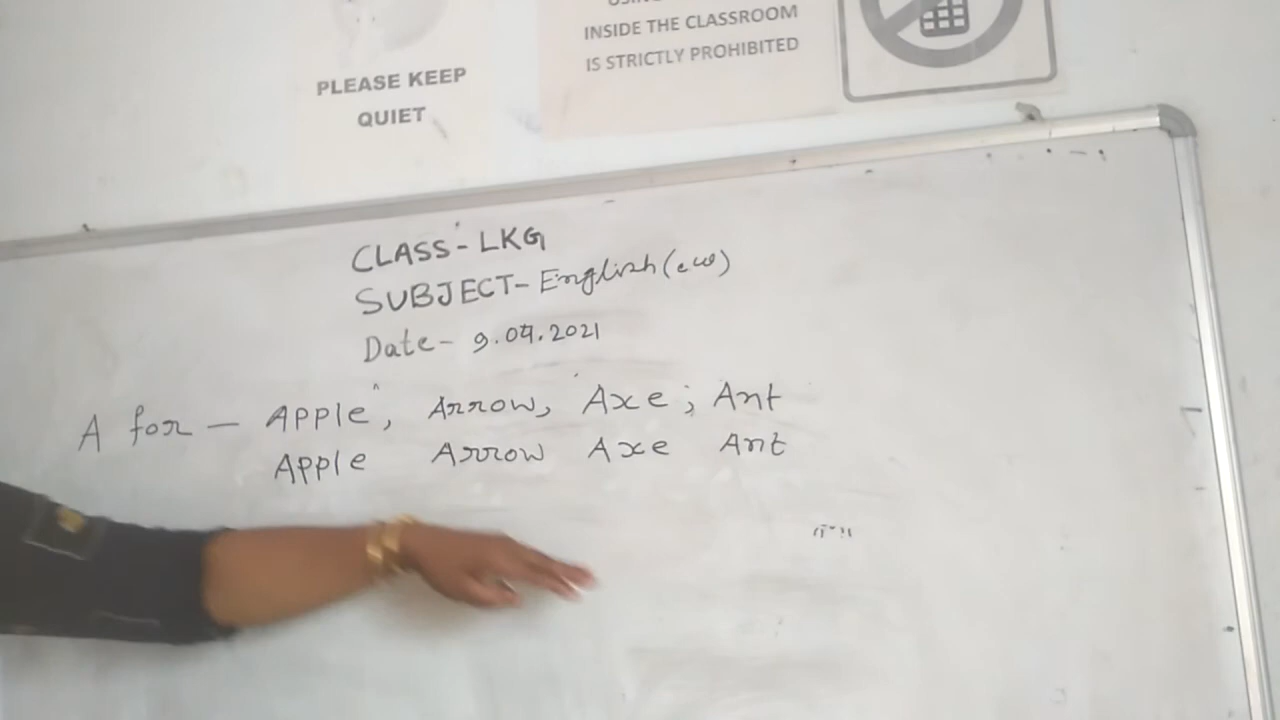 PLEASE KEEP
QUIET
INSIDE THE CLASSROOM
IS STRICTLY PROHIBITED
CLASS - LKG
SUBJECT - English (cw)
Date - 9.04.2021
A for — Apple, Arrow, Axe; Ant
Apple Arrow Axe Ant